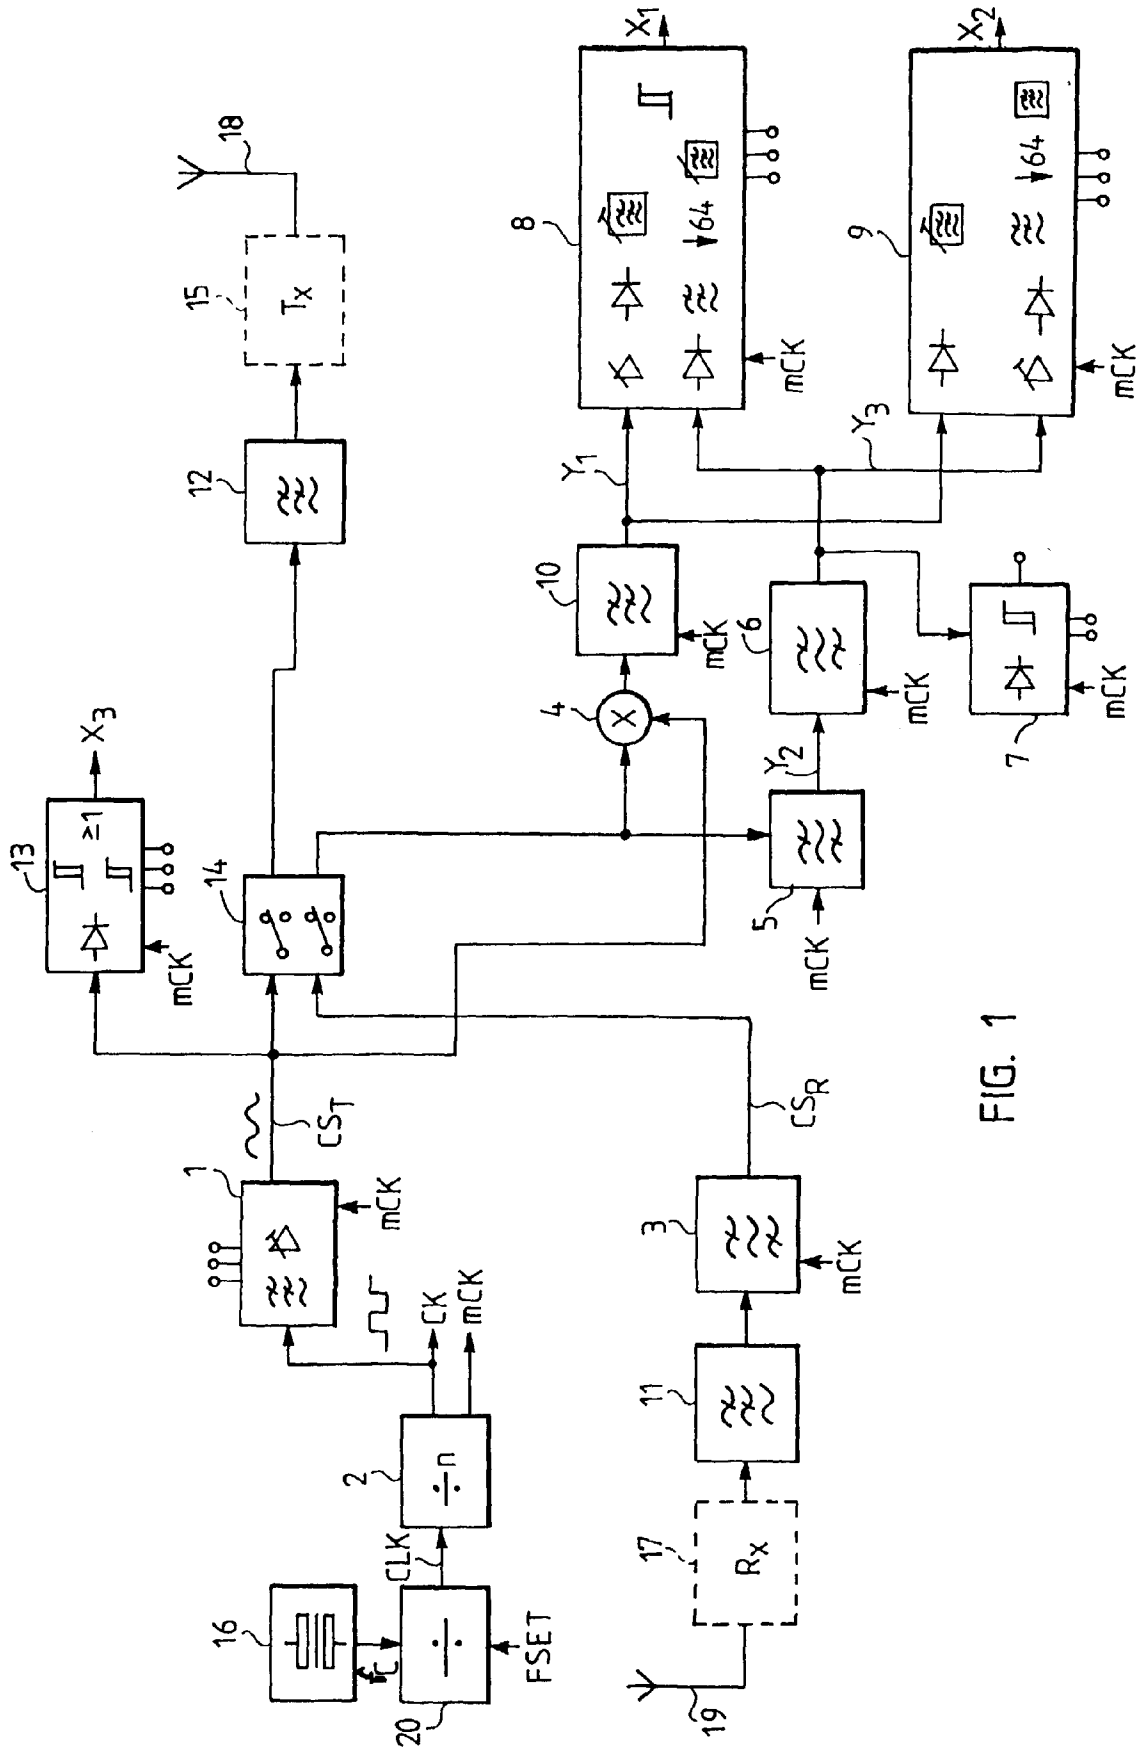 16
fC
20
FSET
CLK
2
÷n
CK
mCK
1
mCK
CST
13
≥1
X3
mCK
14
12
15
Tx
18
19
17
Rx
11
3
mCK
CSR
4
X
10
mCK
Y1
5
mCK
Y2
6
mCK
7
mCK
Y3
8
64
X1
mCK
9
64
X2
mCK
FIG. 1